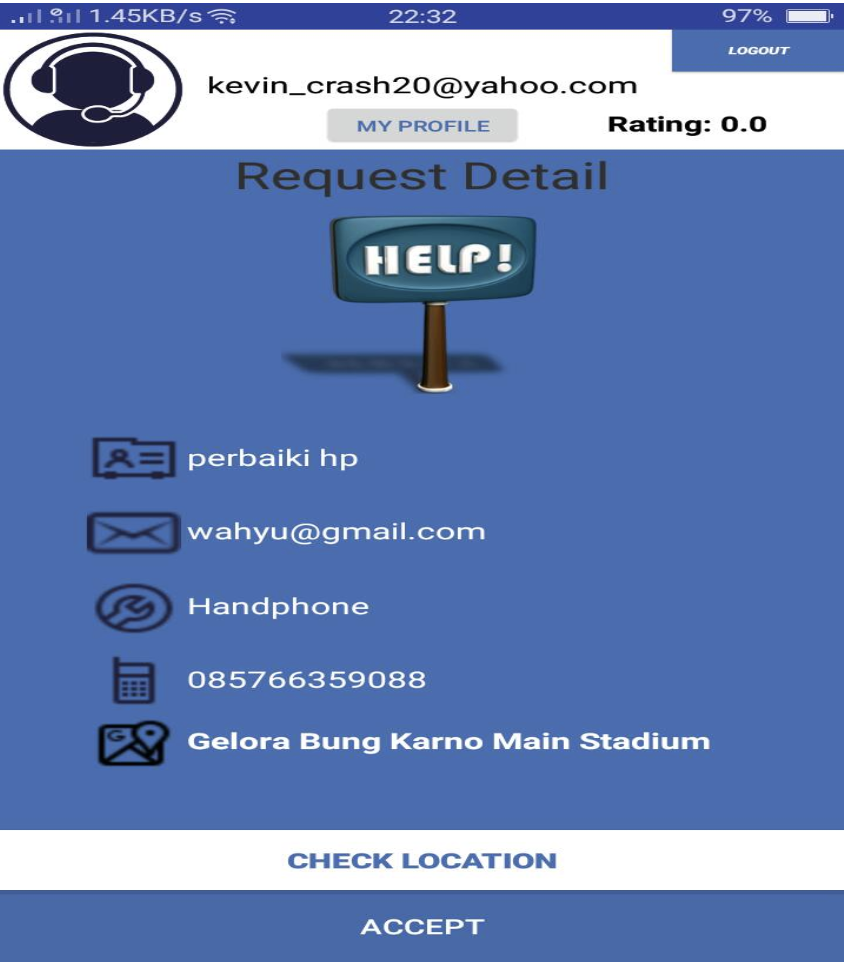 1.45KB/s 22:32 97%
LOGOUT
kevin_crash20@yahoo.com
MY PROFILE Rating: 0.0
Request Detail
HELP!
perbaiki hp
wahyu@gmail.com
Handphone
085766359088
G Gelora Bung Karno Main Stadium
CHECK LOCATION
ACCEPT